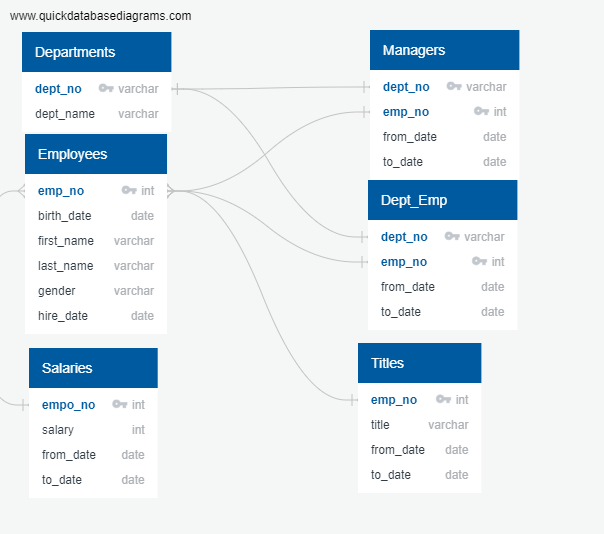 www.quickdatabasediagrams.com
Departments
dept_no varchar
dept_name varchar
Employees
emp_no int
birth_date date
first_name varchar
last_name varchar
gender varchar
hire_date date
Salaries
empo_no int
salary int
from_date date
to_date date
Managers
dept_no varchar
emp_no int
from_date date
to_date date
Dept_Emp
dept_no varchar
emp_no int
from_date date
to_date date
Titles
emp_no int
title varchar
from_date date
to_date date